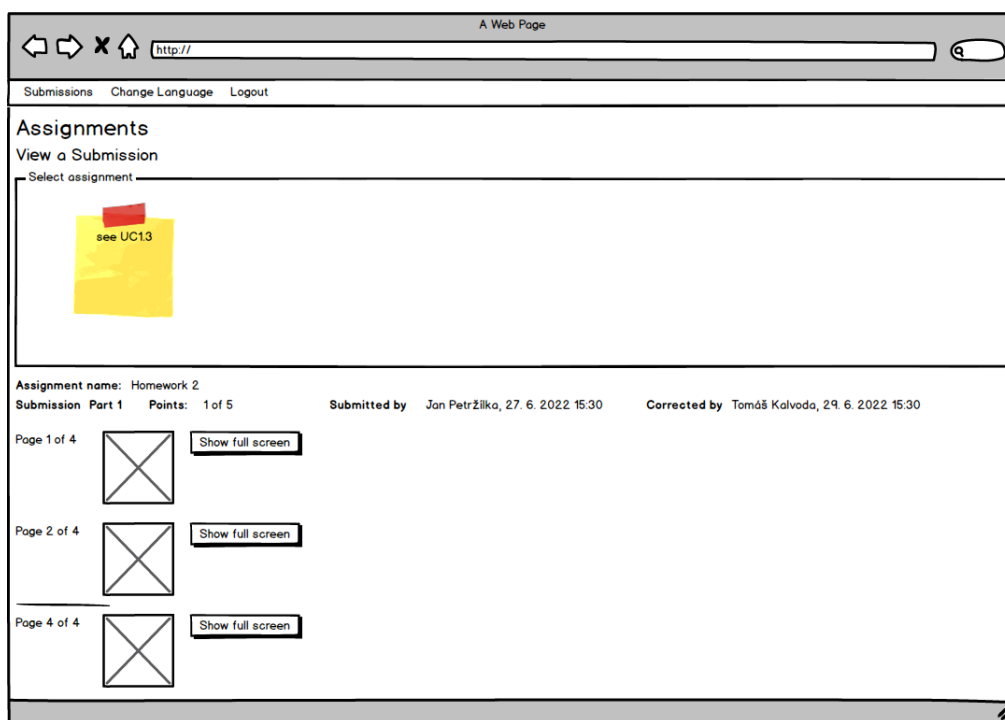 A Web Page
http://
Submissions Change Language Logout
Assignments
View a Submission
Select assignment
see UC1.3
Assignment name: Homework 2
Submission Part 1 Points: 1 of 5 Submitted by Jan Petržilka, 27. 6. 2022 15:30 Corrected by Tomáš Kalvoda, 29. 6. 2022 15:30
Page 1 of 4 Show full screen
Page 2 of 4 Show full screen
Page 4 of 4 Show full screen